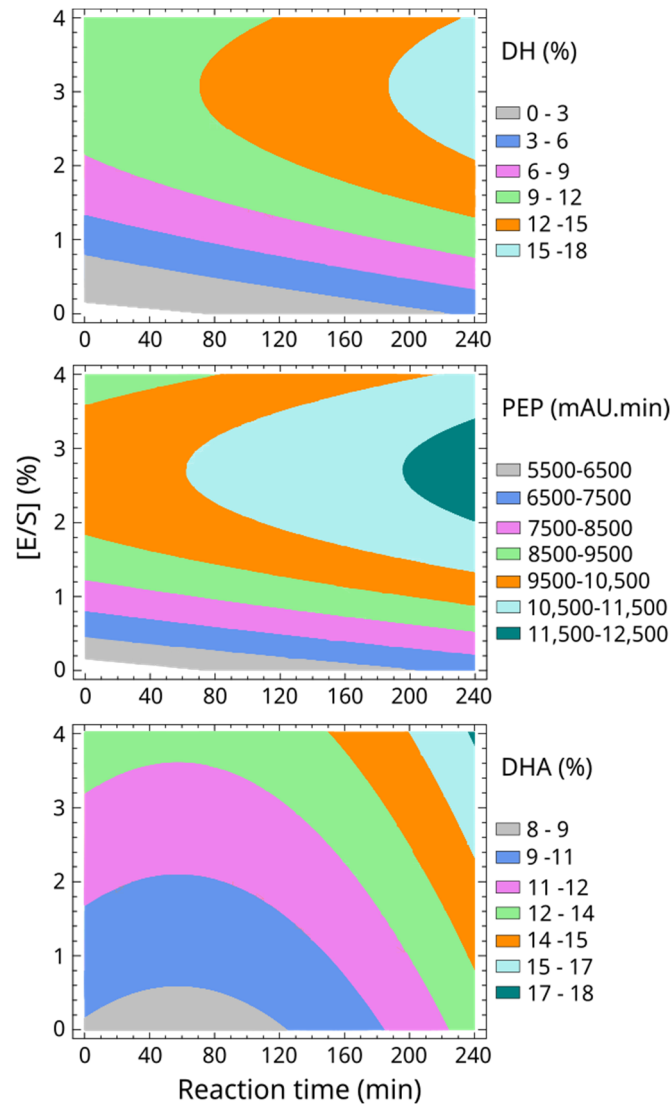 DH (%)
0 - 3
3 - 6
6 - 9
9 - 12
12 -15
15 -18
4
3
2
1
0
0 40 80 120 160 200 240
PEP (mAU.min)
5500-6500
6500-7500
7500-8500
8500-9500
9500-10,500
10,500-11,500
11,500-12,500
4
3
2
1
0
0 40 80 120 160 200 240
[E/S] (%)
DHA (%)
8 - 9
9 -11
11 -12
12 - 14
14 -15
15 - 17
17 - 18
4
3
2
1
0
0 40 80 120 160 200 240
Reaction time (min)